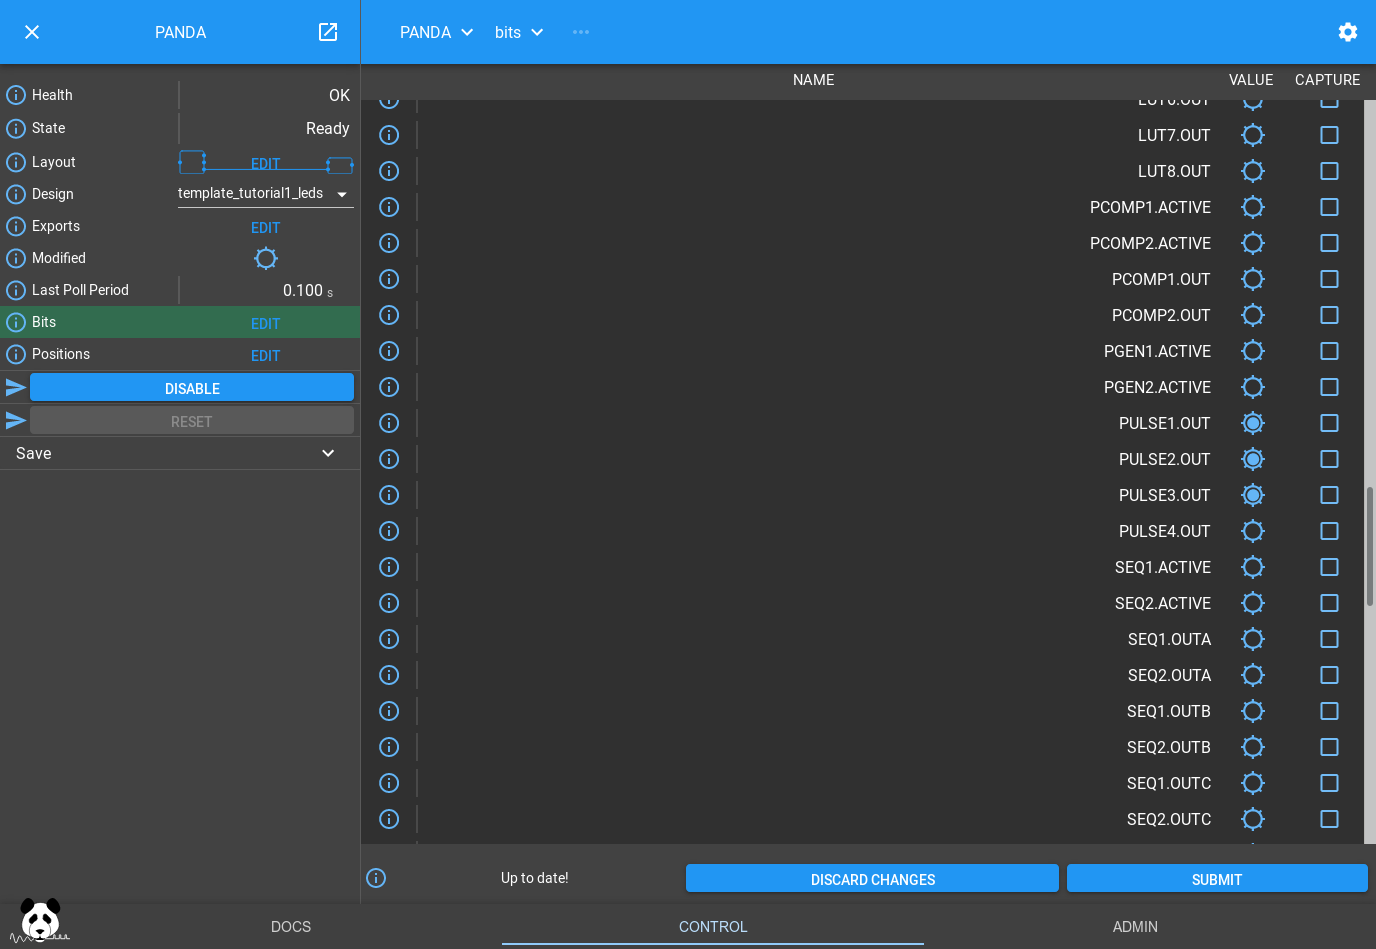 PANDA
PANDA
bits
NAME
VALUE
CAPTURE
Health
OK
State
Ready
Layout
EDIT
Design
template_tutorial1_leds
Exports
EDIT
Modified
Last Poll Period
0.100 s
Bits
EDIT
Positions
EDIT
DISABLE
RESET
Save
LUT6.OUT
LUT7.OUT
LUT8.OUT
PCOMP1.ACTIVE
PCOMP2.ACTIVE
PCOMP1.OUT
PCOMP2.OUT
PGEN1.ACTIVE
PGEN2.ACTIVE
PULSE1.OUT
PULSE2.OUT
PULSE3.OUT
PULSE4.OUT
SEQ1.ACTIVE
SEQ2.ACTIVE
SEQ1.OUTA
SEQ2.OUTA
SEQ1.OUTB
SEQ2.OUTB
SEQ1.OUTC
SEQ2.OUTC
Up to date!
DISCARD CHANGES
SUBMIT
DOCS
CONTROL
ADMIN